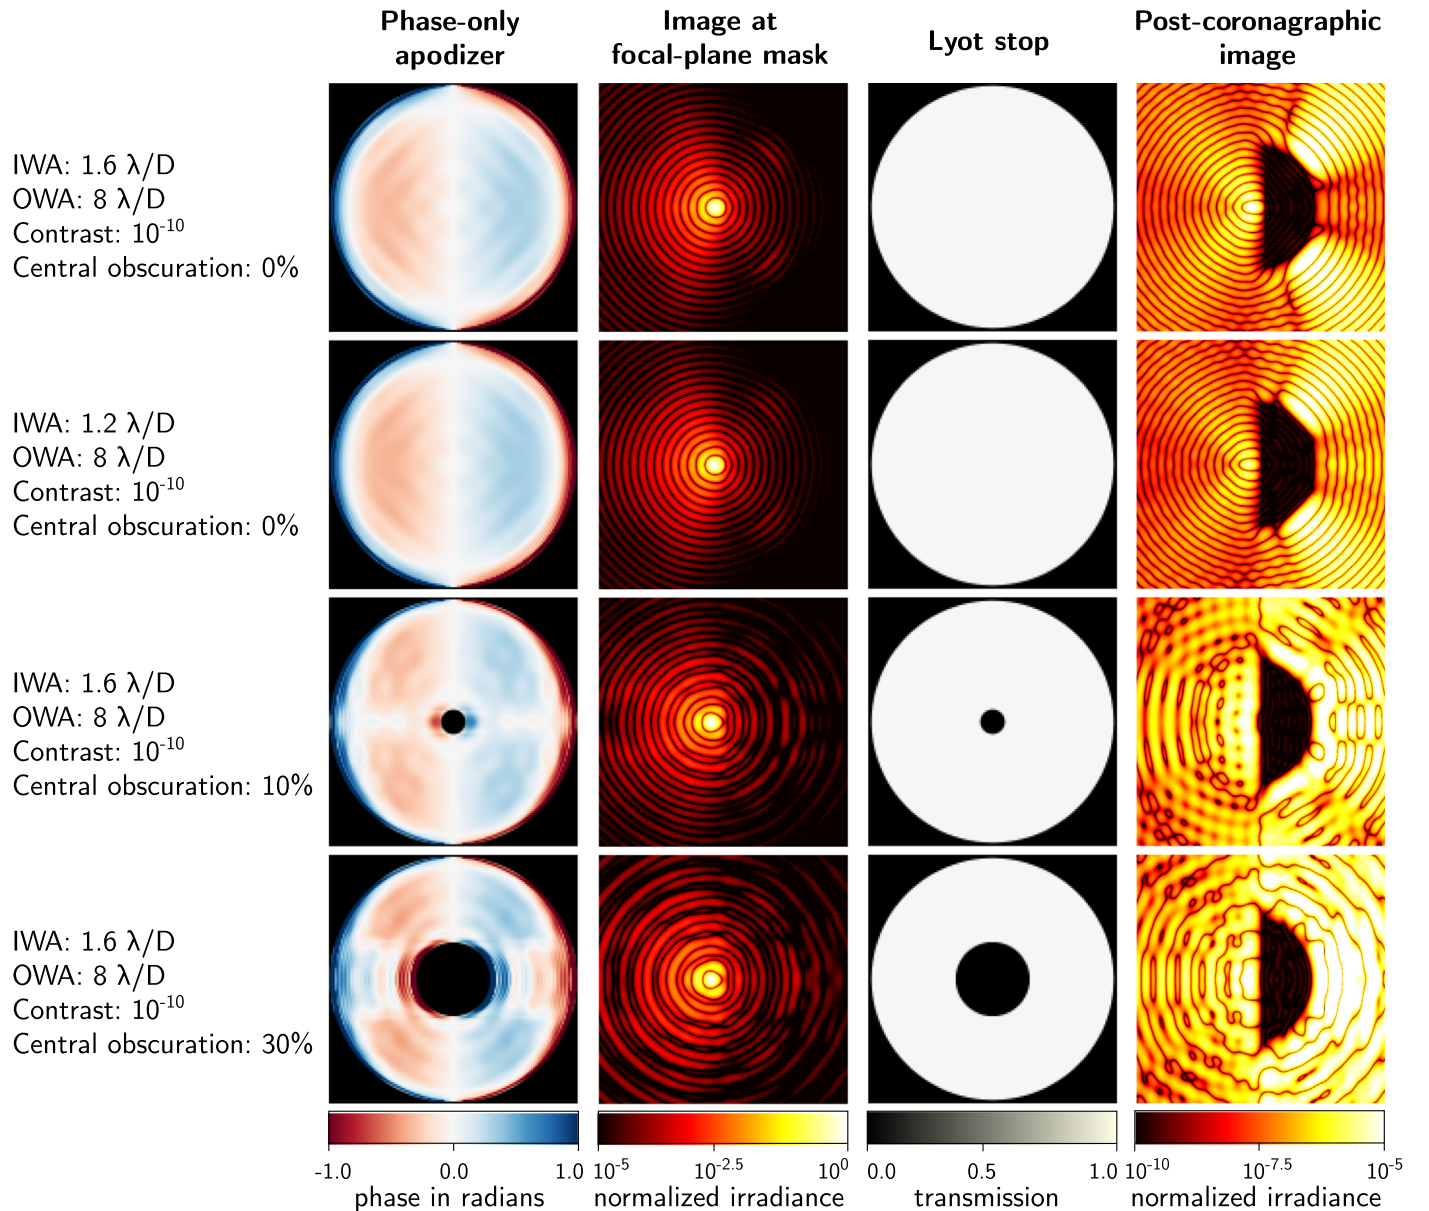 Phase-only
apodizer
Image at
focal-plane mask
Lyot stop
Post-coronagraphic
image
IWA: 1.6 λ/D
OWA: 8 λ/D
Contrast: 10⁻¹⁰
Central obscuration: 0%
IWA: 1.2 λ/D
OWA: 8 λ/D
Contrast: 10⁻¹⁰
Central obscuration: 0%
IWA: 1.6 λ/D
OWA: 8 λ/D
Contrast: 10⁻¹⁰
Central obscuration: 10%
IWA: 1.6 λ/D
OWA: 8 λ/D
Contrast: 10⁻¹⁰
Central obscuration: 30%
-1.0 0.0 1.0
phase in radians
10⁻⁵ 10^-2.5 10⁰
normalized irradiance
0.0 0.5 1.0
transmission
10⁻¹⁰ 10^-7.5 10⁻⁵
normalized irradiance